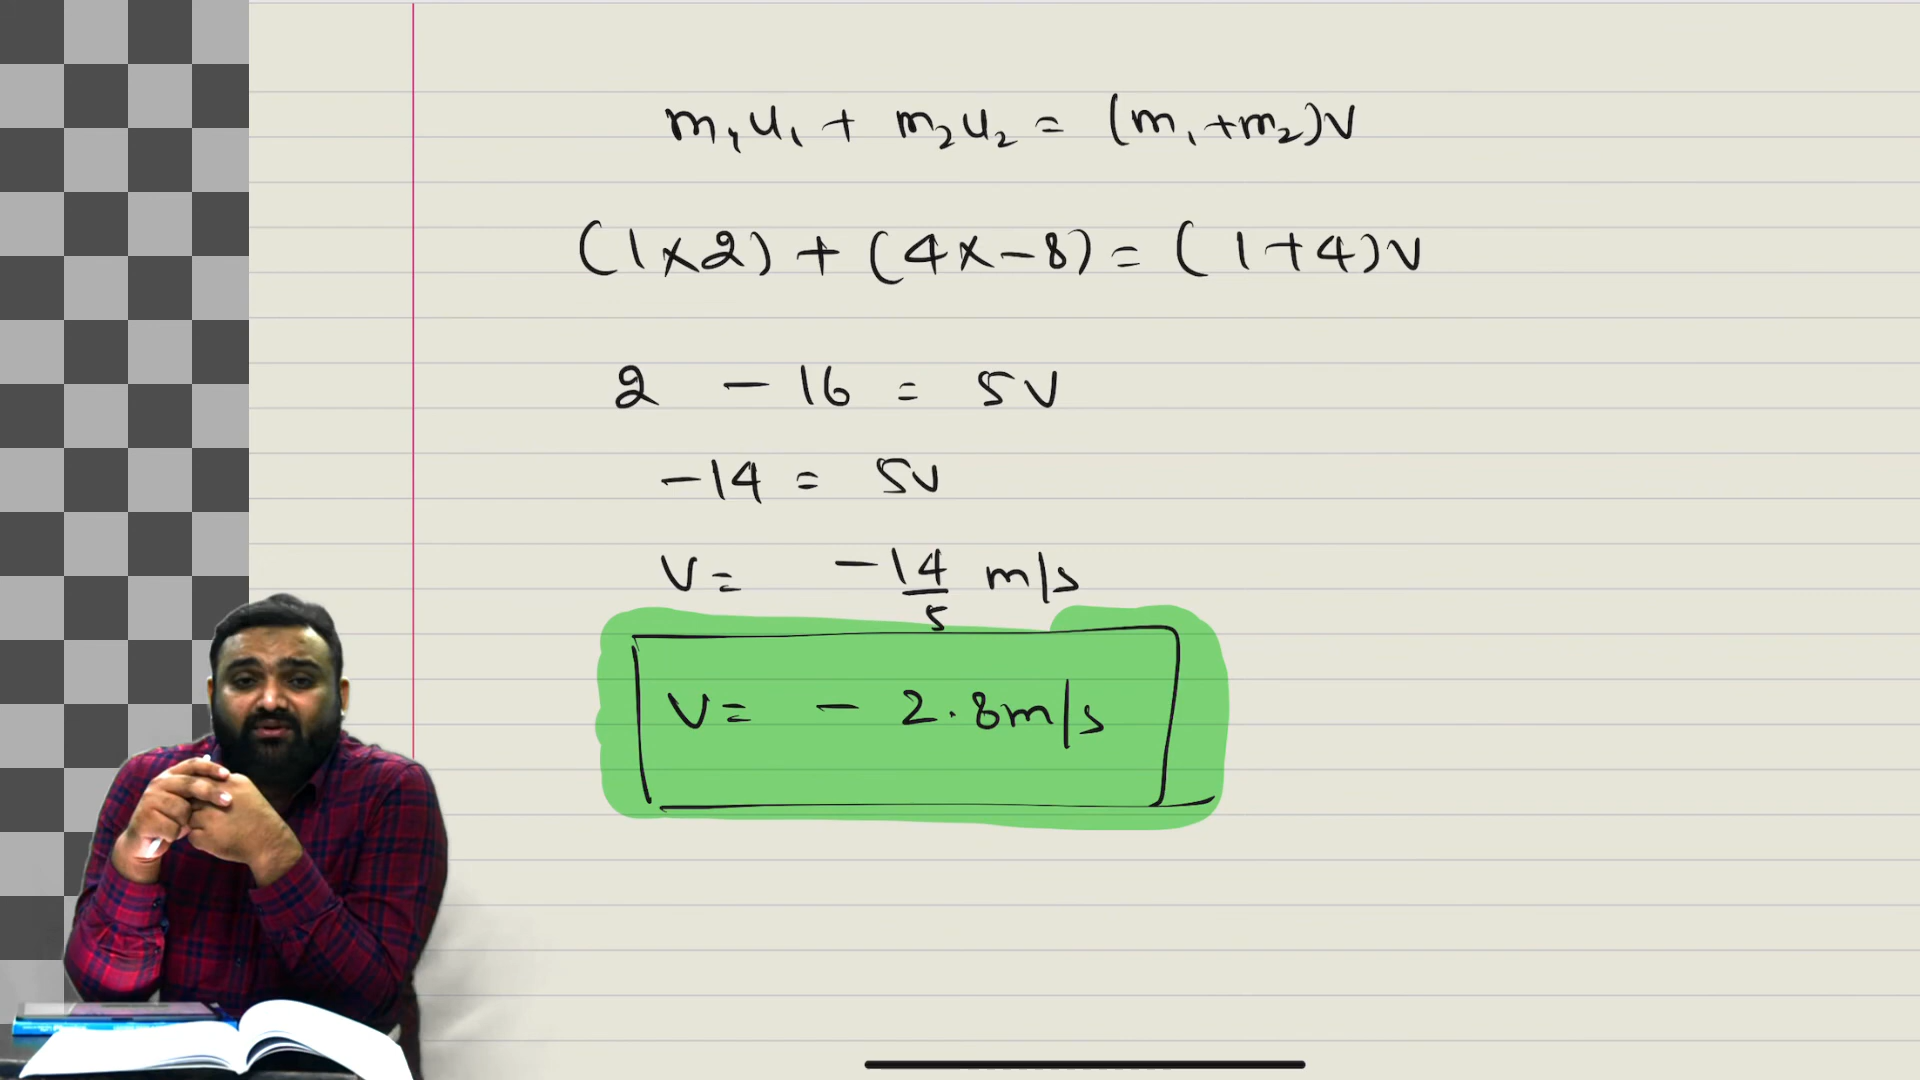 m₁u₁ + m₂u₂ = (m₁+m₂)v
(1×2) + (4×-8) = (1+4)v
2 - 16 = 5v
-14 = 5v
v = -14/5 m/s
v = - 2.8m/s